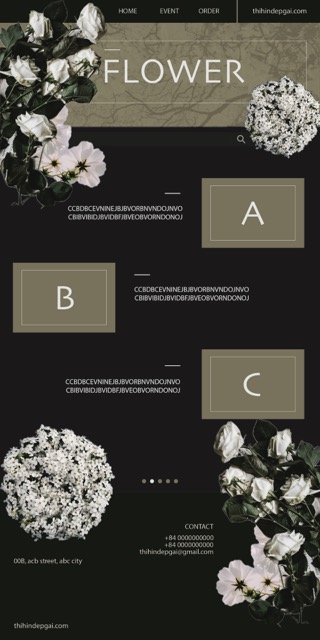 HOME EVENT ORDER thihindepgai.com
FLOWER
CCBDBCEVNINEJBJBVORBNVNDOJNVO
CBIBVIBIDJBVIDBFJBVEOBVORNDONOJ
A
B
CCBDBCEVNINEJBJBVORBNVNDOJNVO
CBIBVIBIDJBVIDBFJBVEOBVORNDONOJ
CCBDBCEVNINEJBJBVORBNVNDOJNVO
CBIBVIBIDJBVIDBFJBVEOBVORNDONOJ
C
CONTACT
+84 0000000000
+84 0000000000
thihindepgai@gmail.com
00B, acb street, abc city
thihindepgai.com